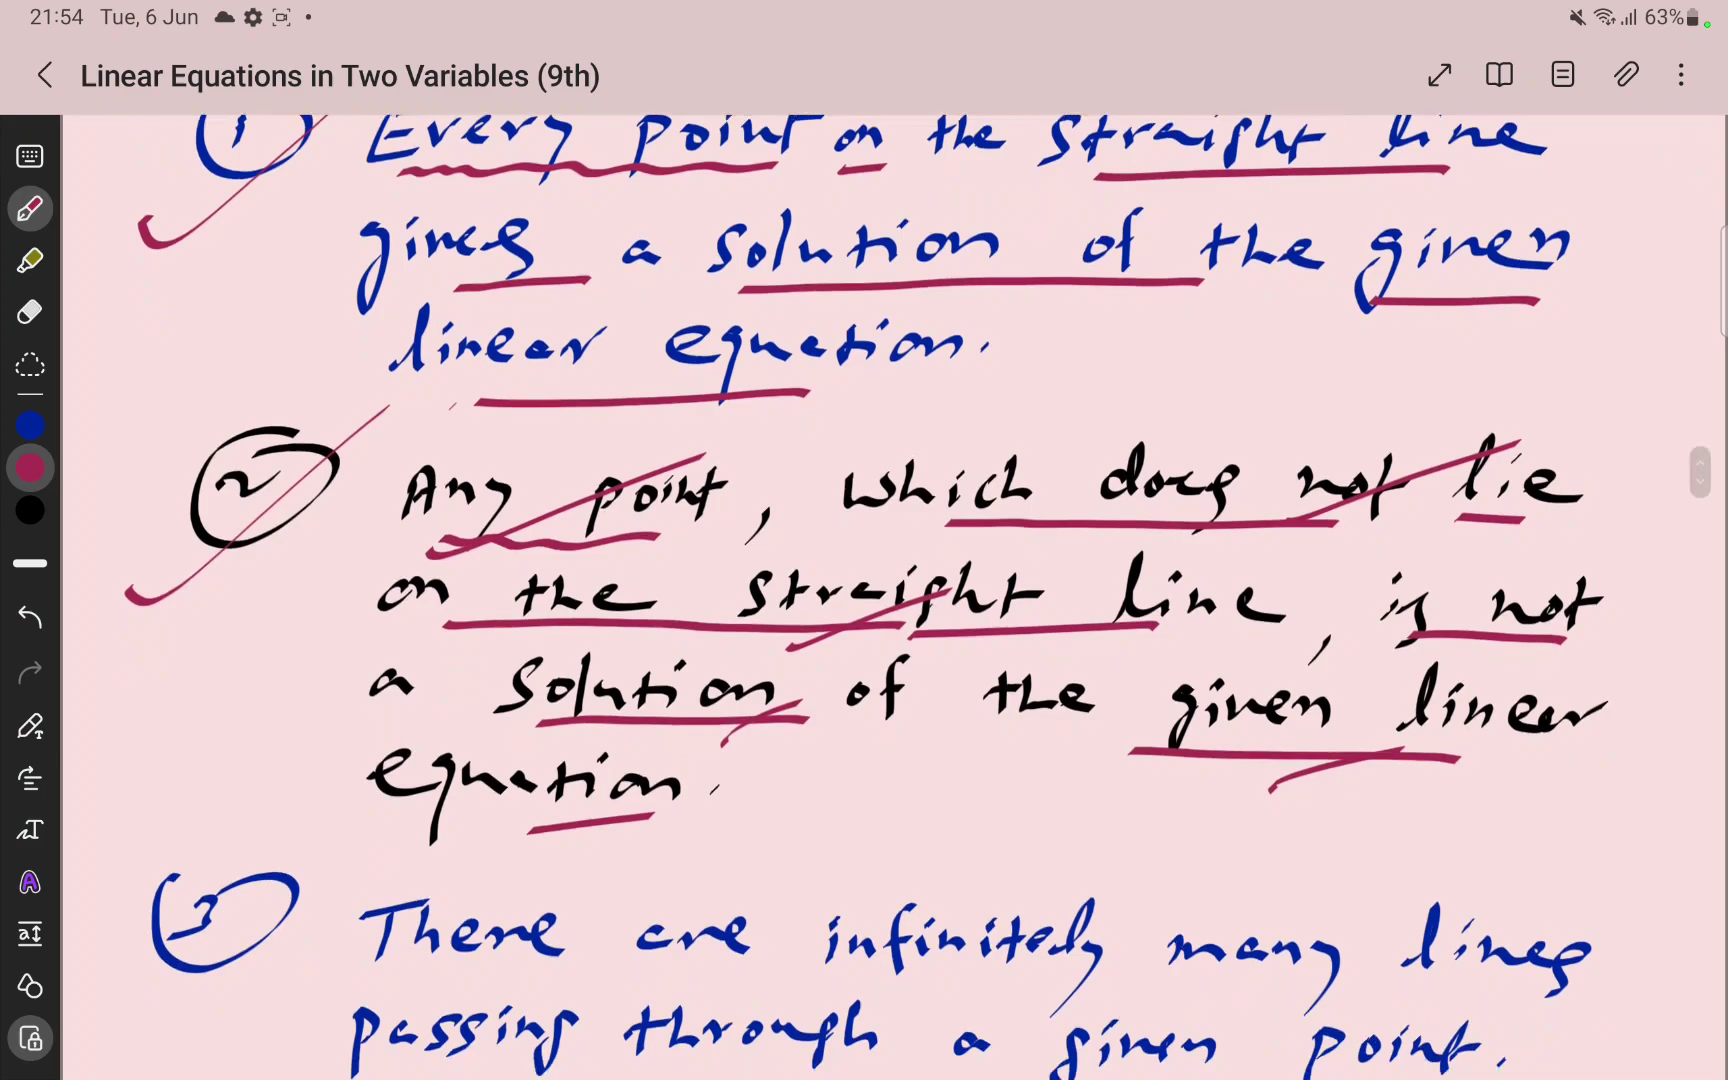 21:54 Tue, 6 Jun 63%
Linear Equations in Two Variables (9th)
1 Every point on the straight line
gives a solution of the given
linear equation.
2 Any point, which does not lie
on the straight line, is not
a solution of the given linear
equation.
3 There are infinitely many lines
passing through a given point.